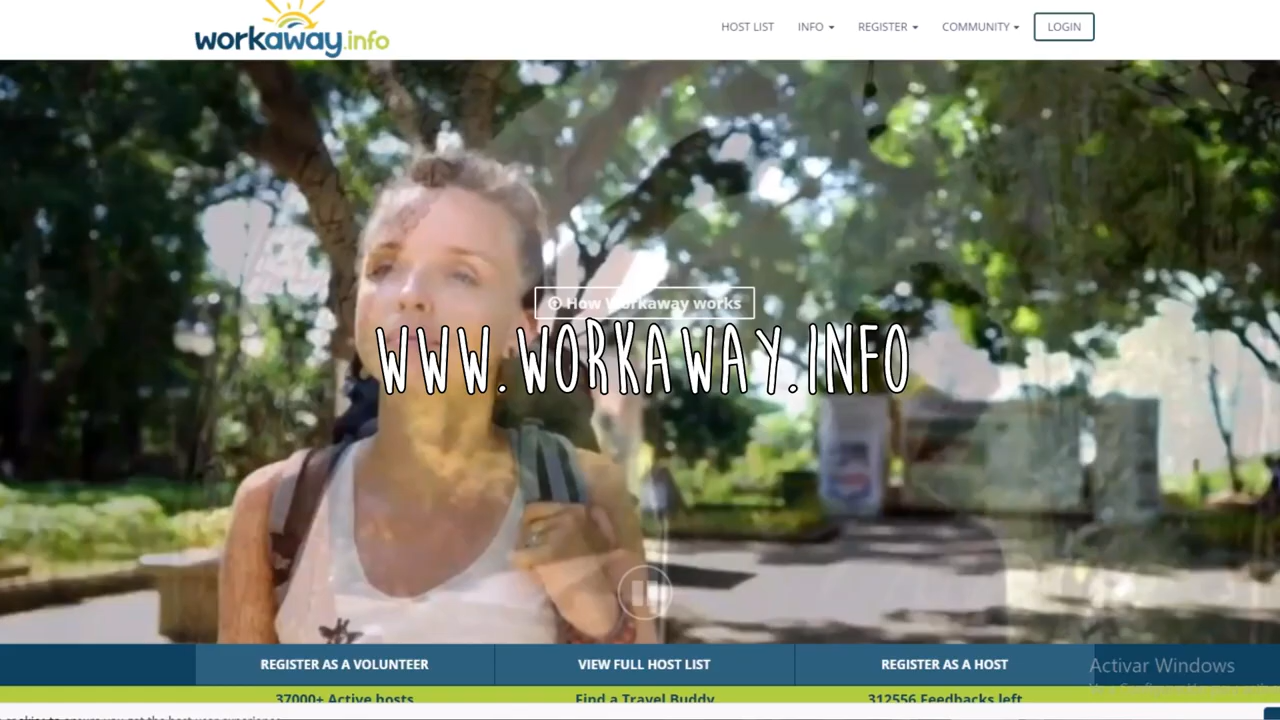 workaway.info
HOST LIST INFO REGISTER COMMUNITY LOGIN
How Workaway works
WWW.WORKAWAY.INFO
REGISTER AS A VOLUNTEER VIEW FULL HOST LIST REGISTER AS A HOST
Activar Windows
37000+ Active hosts Find a Travel Buddy 312556 Feedbacks left